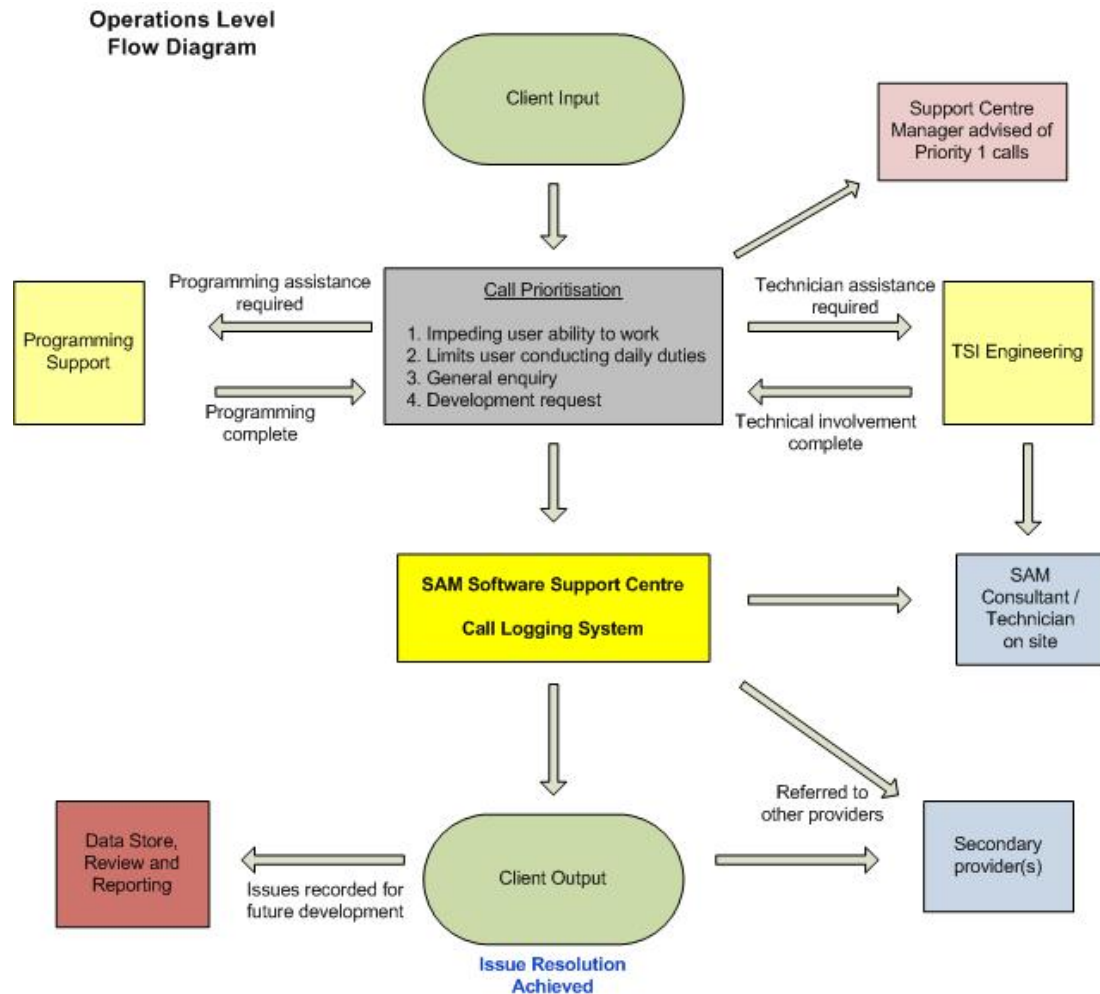 Operations Level
Flow Diagram
Client Input
Support Centre
Manager advised of
Priority 1 calls
Programming assistance
required
Call Prioritisation
1. Impeding user ability to work
2. Limits user conducting daily duties
3. General enquiry
4. Development request
Technician assistance
required
Programming
Support
TSI Engineering
Programming
complete
Technical involvement
complete
SAM Software Support Centre
Call Logging System
SAM
Consultant /
Technician
on site
Referred to
other providers
Data Store,
Review and
Reporting
Issues recorded for
future development
Client Output
Secondary
provider(s)
Issue Resolution
Achieved